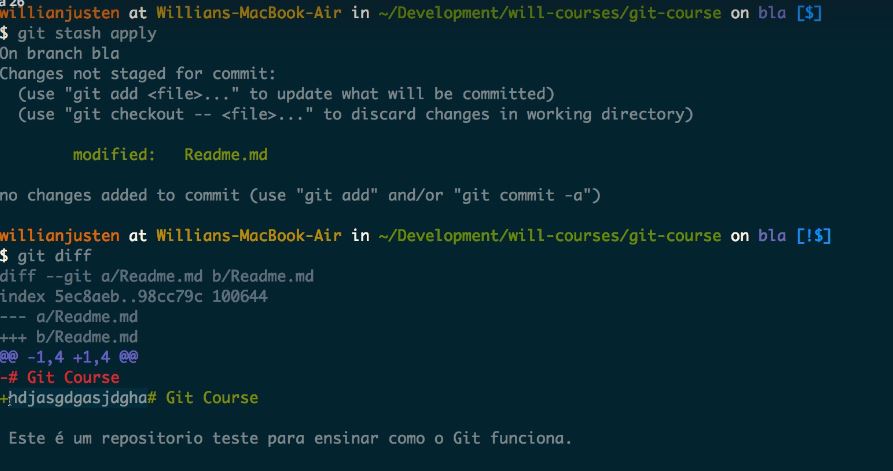 a 26
willianjusten at Willians-MacBook-Air in ~/Development/will-courses/git-course on bla [$]
$ git stash apply
On branch bla
Changes not staged for commit:
  (use "git add <file>..." to update what will be committed)
  (use "git checkout -- <file>..." to discard changes in working directory)
        modified:   Readme.md
no changes added to commit (use "git add" and/or "git commit -a")
willianjusten at Willians-MacBook-Air in ~/Development/will-courses/git-course on bla [!$]
$ git diff
diff --git a/Readme.md b/Readme.md
index 5ec8aeb..98cc79c 100644
--- a/Readme.md
+++ b/Readme.md
@@ -1,4 +1,4 @@
-# Git Course
+hdjasgdgasjdgha# Git Course
 Este é um repositorio teste para ensinar como o Git funciona.